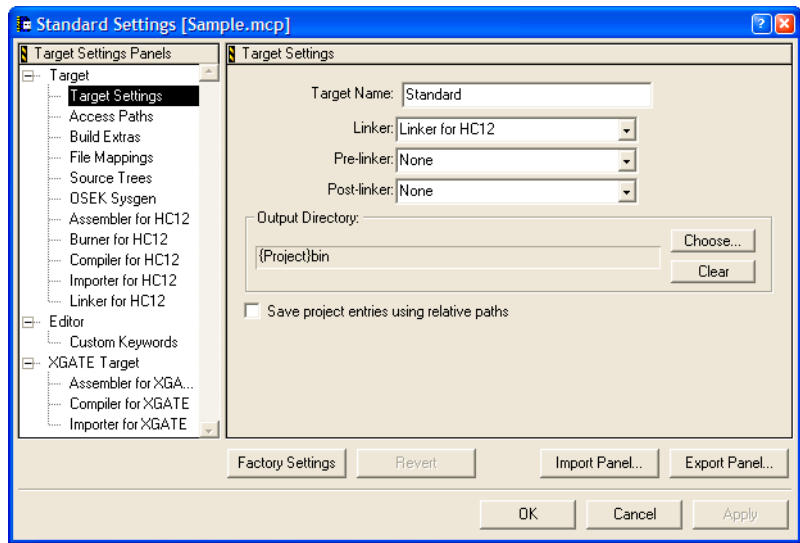 Standard Settings [Sample.mcp]
Target Settings Panels
Target
Target Settings
Access Paths
Build Extras
File Mappings
Source Trees
OSEK Sysgen
Assembler for HC12
Burner for HC12
Compiler for HC12
Importer for HC12
Linker for HC12
Editor
Custom Keywords
XGATE Target
Assembler for XGA...
Compiler for XGATE
Importer for XGATE
Target Settings
Target Name: Standard
Linker: Linker for HC12
Pre-linker: None
Post-linker: None
Output Directory:
{Project}bin
Choose...
Clear
Save project entries using relative paths
Factory Settings Revert Import Panel... Export Panel...
OK Cancel Apply